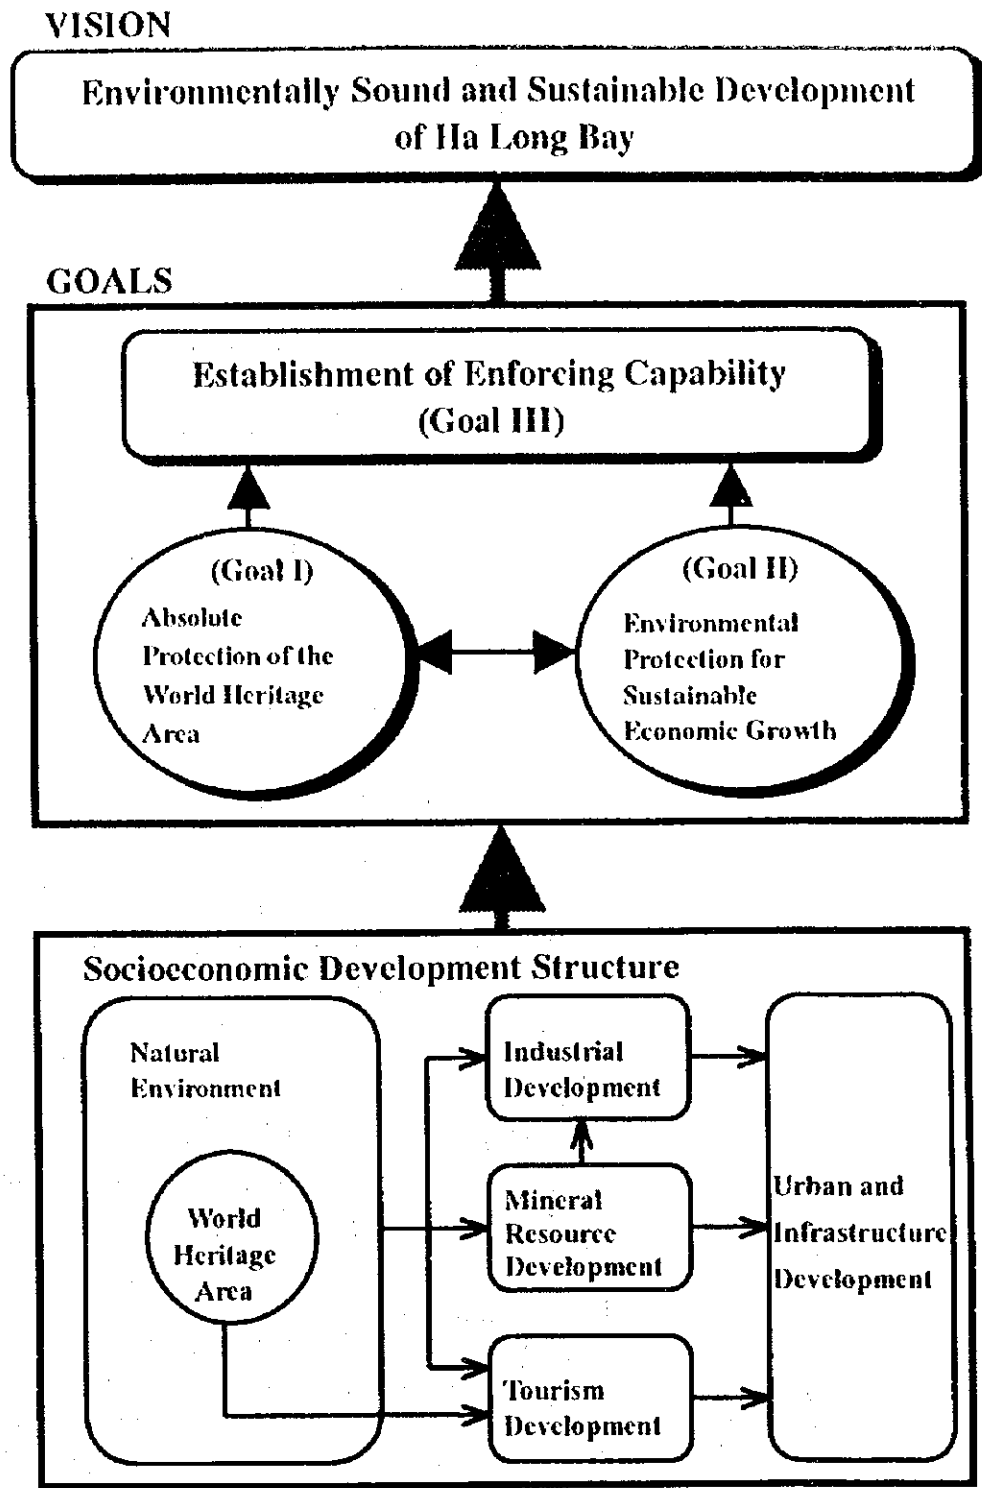 VISION
Environmentally Sound and Sustainable Development
of Ha Long Bay
GOALS
Establishment of Enforcing Capability
(Goal III)
(Goal I)
Absolute
Protection of the
World Heritage
Area
(Goal II)
Environmental
Protection for
Sustainable
Economic Growth
Socioeconomic Development Structure
Natural
Environment
World
Heritage
Area
Industrial
Development
Mineral
Resource
Development
Tourism
Development
Urban and
Infrastructure
Development